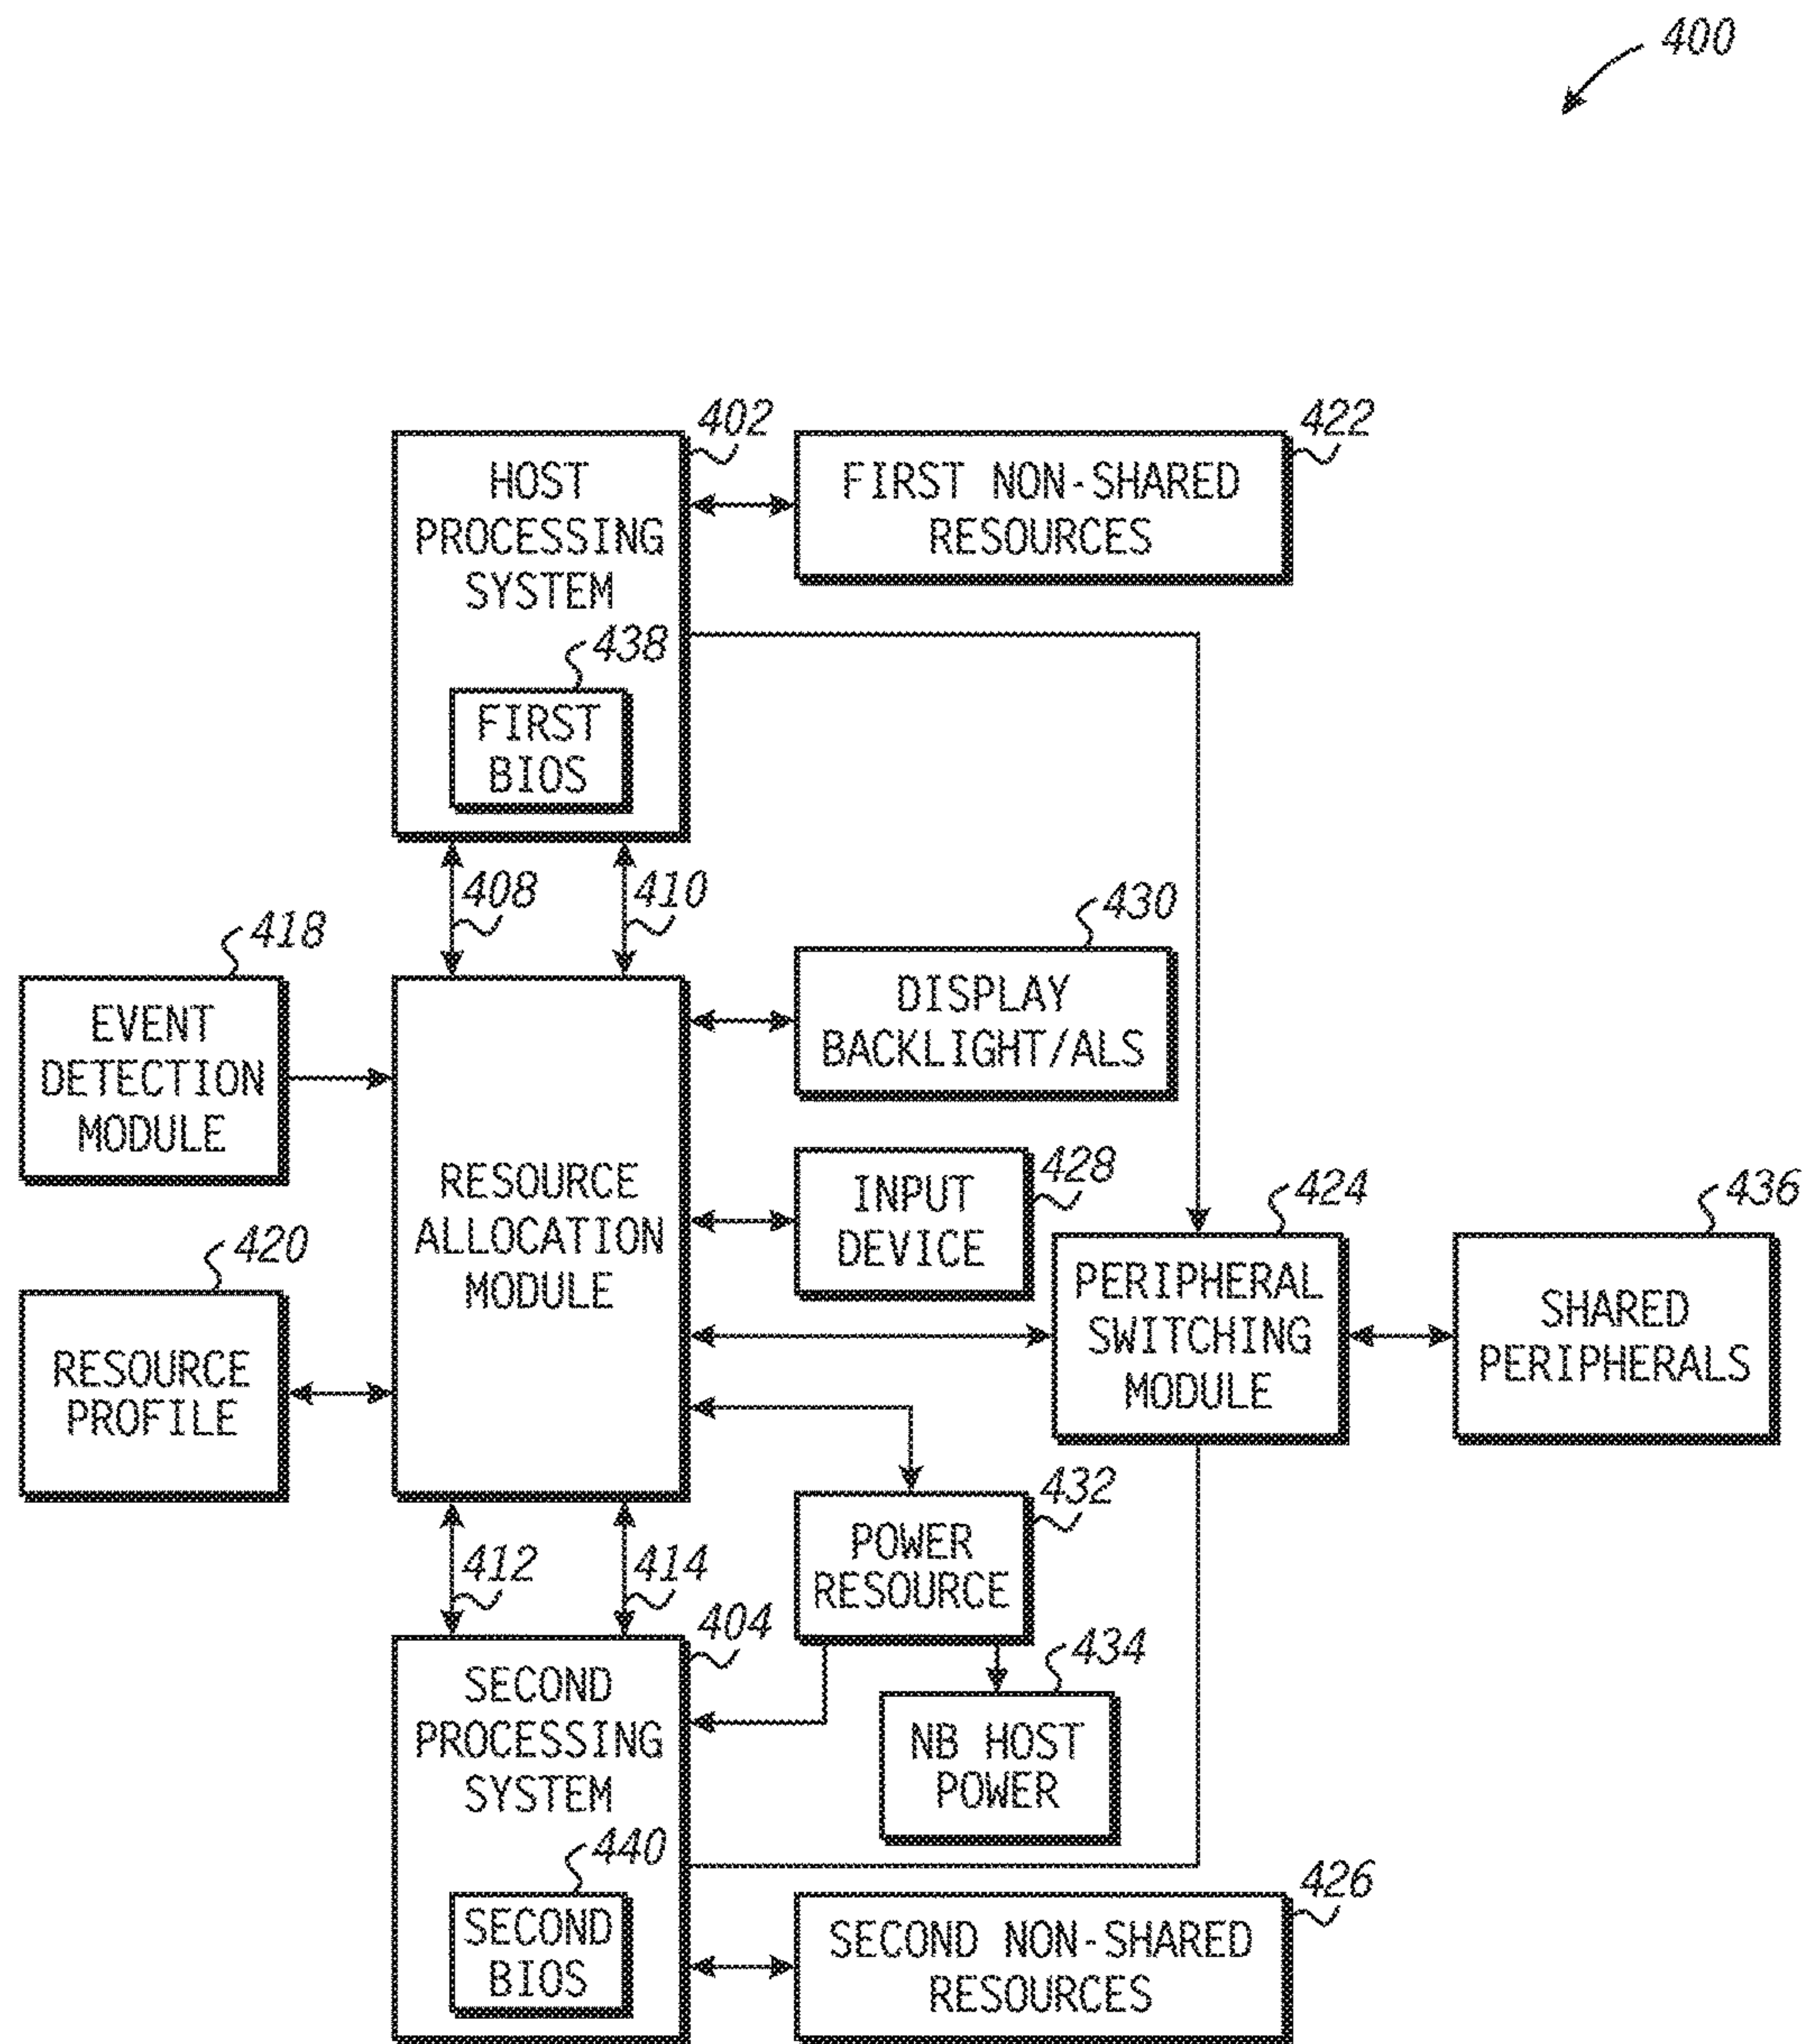 400
402
HOST
PROCESSING
SYSTEM
438
FIRST
BIOS
422
FIRST NON-SHARED
RESOURCES
408
410
418
EVENT
DETECTION
MODULE
430
DISPLAY
BACKLIGHT/ALS
RESOURCE
ALLOCATION
MODULE
428
INPUT
DEVICE
424
PERIPHERAL
SWITCHING
MODULE
436
SHARED
PERIPHERALS
420
RESOURCE
PROFILE
432
POWER
RESOURCE
412
414
404
SECOND
PROCESSING
SYSTEM
434
NB HOST
POWER
440
SECOND
BIOS
426
SECOND NON-SHARED
RESOURCES